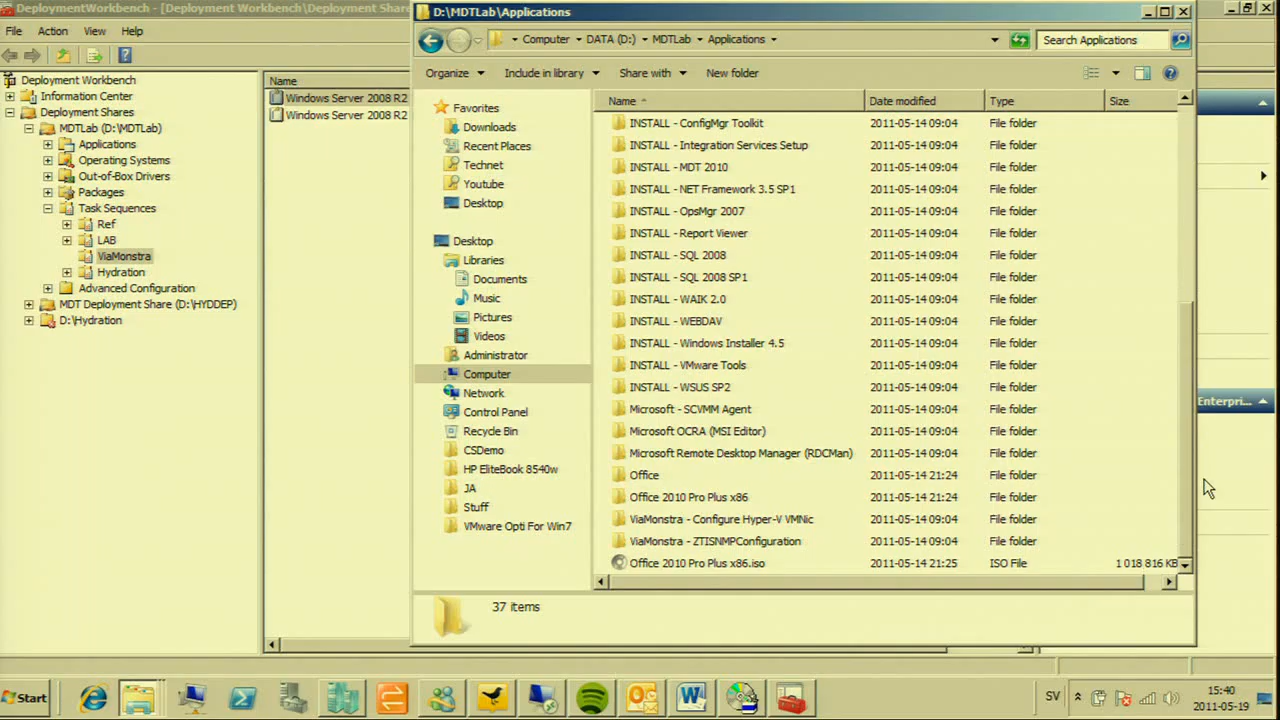 DeploymentWorkbench - [Deployment Workbench\Deployment Shares
File Action View Help
Deployment Workbench
Information Center
Deployment Shares
MDTLab (D:\MDTLab)
Applications
Operating Systems
Out-of-Box Drivers
Packages
Task Sequences
Ref
LAB
ViaMonstra
Hydration
Advanced Configuration
MDT Deployment Share (D:\HYDDEP)
D:\Hydration
Name
Windows Server 2008 R2
Windows Server 2008 R2
D:\MDTLab\Applications
Computer DATA (D:) MDTLab Applications
Search Applications
Organize Include in library Share with New folder
Favorites
Downloads
Recent Places
Technet
Youtube
Desktop
Desktop
Libraries
Documents
Music
Pictures
Videos
Administrator
Computer
Network
Control Panel
Recycle Bin
CSDemo
HP EliteBook 8540w
JA
Stuff
VMware Opti For Win7
Name Date modified Type Size
INSTALL - ConfigMgr Toolkit 2011-05-14 09:04 File folder
INSTALL - Integration Services Setup 2011-05-14 09:04 File folder
INSTALL - MDT 2010 2011-05-14 09:04 File folder
INSTALL - NET Framework 3.5 SP1 2011-05-14 09:04 File folder
INSTALL - OpsMgr 2007 2011-05-14 09:04 File folder
INSTALL - Report Viewer 2011-05-14 09:04 File folder
INSTALL - SQL 2008 2011-05-14 09:04 File folder
INSTALL - SQL 2008 SP1 2011-05-14 09:04 File folder
INSTALL - WAIK 2.0 2011-05-14 09:04 File folder
INSTALL - WEBDAV 2011-05-14 09:04 File folder
INSTALL - Windows Installer 4.5 2011-05-14 09:04 File folder
INSTALL - VMware Tools 2011-05-14 09:04 File folder
INSTALL - WSUS SP2 2011-05-14 09:04 File folder
Microsoft - SCVMM Agent 2011-05-14 09:04 File folder
Microsoft OCRA (MSI Editor) 2011-05-14 09:04 File folder
Microsoft Remote Desktop Manager (RDCMan) 2011-05-14 09:04 File folder
Office 2011-05-14 21:24 File folder
Office 2010 Pro Plus x86 2011-05-14 21:24 File folder
ViaMonstra - Configure Hyper-V VMNic 2011-05-14 09:04 File folder
ViaMonstra - ZTISNMPConfiguration 2011-05-14 09:04 File folder
Office 2010 Pro Plus x86.iso 2011-05-14 21:25 ISO File 1 018 816 KB
37 items
Enterpri...
Start
SV
15:40
2011-05-19